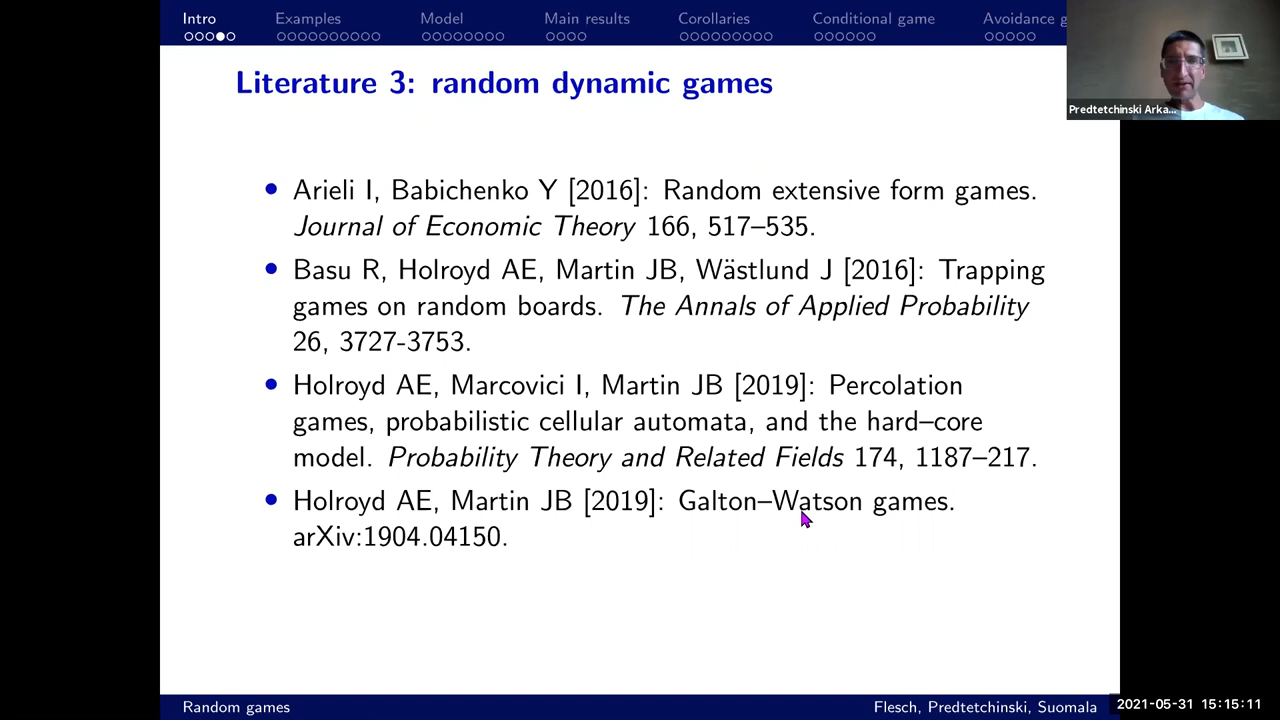 Intro Examples Model Main results Corollaries Conditional game Avoidance g
Literature 3: random dynamic games
Predtetchinski Arka...
• Arieli I, Babichenko Y [2016]: Random extensive form games.
Journal of Economic Theory 166, 517–535.
• Basu R, Holroyd AE, Martin JB, Wästlund J [2016]: Trapping
games on random boards. The Annals of Applied Probability
26, 3727-3753.
• Holroyd AE, Marcovici I, Martin JB [2019]: Percolation
games, probabilistic cellular automata, and the hard–core
model. Probability Theory and Related Fields 174, 1187–217.
• Holroyd AE, Martin JB [2019]: Galton–Watson games.
arXiv:1904.04150.
Random games Flesch, Predtetchinski, Suomala 2021-05-31 15:15:11